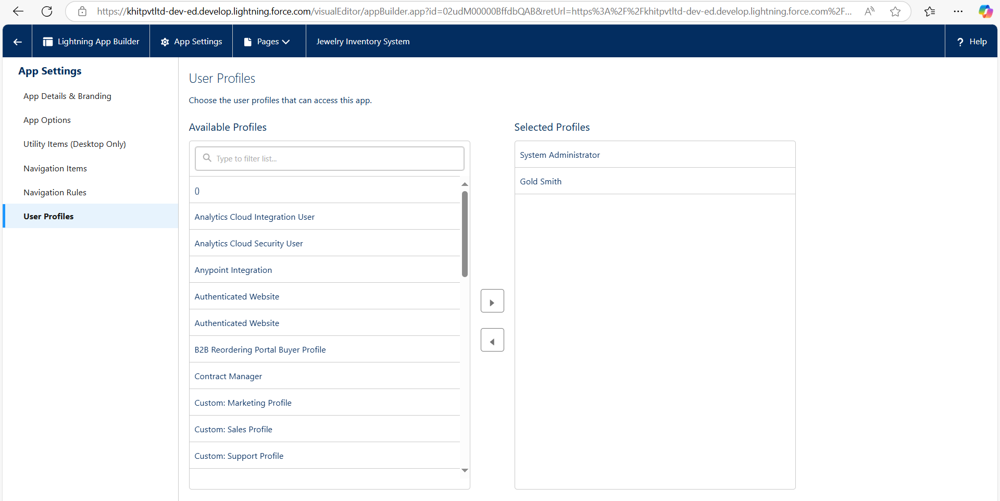 https://khitpvtltd-dev-ed.develop.lightning.force.com/visualEditor/appBuilder.app?id=02udM00000BffdbQAB&retUrl=https%3A%2F%2Fkhitpvtltd-dev-ed.develop.lightning.force.com%2F...
Lightning App Builder
App Settings
Pages
Jewelry Inventory System
? Help
App Settings
App Details & Branding
App Options
Utility Items (Desktop Only)
Navigation Items
Navigation Rules
User Profiles
User Profiles
Choose the user profiles that can access this app.
Available Profiles
Type to filter list...
()
Analytics Cloud Integration User
Analytics Cloud Security User
Anypoint Integration
Authenticated Website
Authenticated Website
B2B Reordering Portal Buyer Profile
Contract Manager
Custom: Marketing Profile
Custom: Sales Profile
Custom: Support Profile
Selected Profiles
System Administrator
Gold Smith